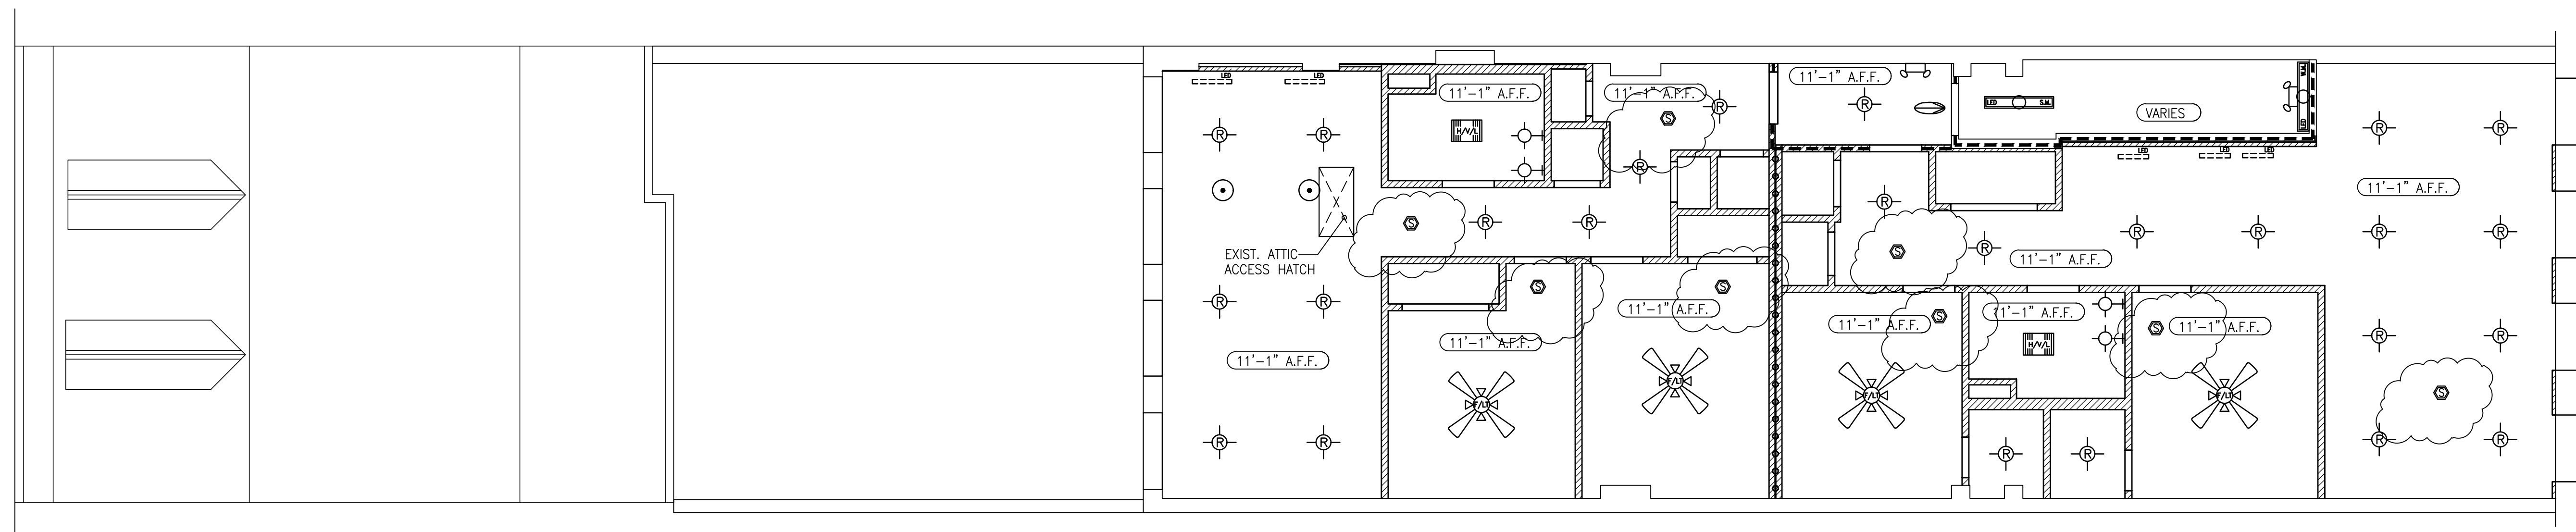 LED
LED
11'-1" A.F.F.
11'-1" A.F.F.
11'-1" A.F.F.
LED S.M.
VARIES
LED
R
R
R
R
R
R
S
H/V/L
R
LED
LED
LED
11'-1" A.F.F.
X
S
R
R
R
S
R
R
R
R
R
EXIST. ATTIC
ACCESS HATCH
11'-1" A.F.F.
R
R
S
S
11'-1" A.F.F.
S
11'-1" A.F.F.
11'-1" A.F.F.
S
11'-1" A.F.F.
11'-1" A.F.F.
H/V/L
R
R
11'-1" A.F.F.
F/LT
F/LT
F/LT
F/LT
S
R
R
R
R
R
R